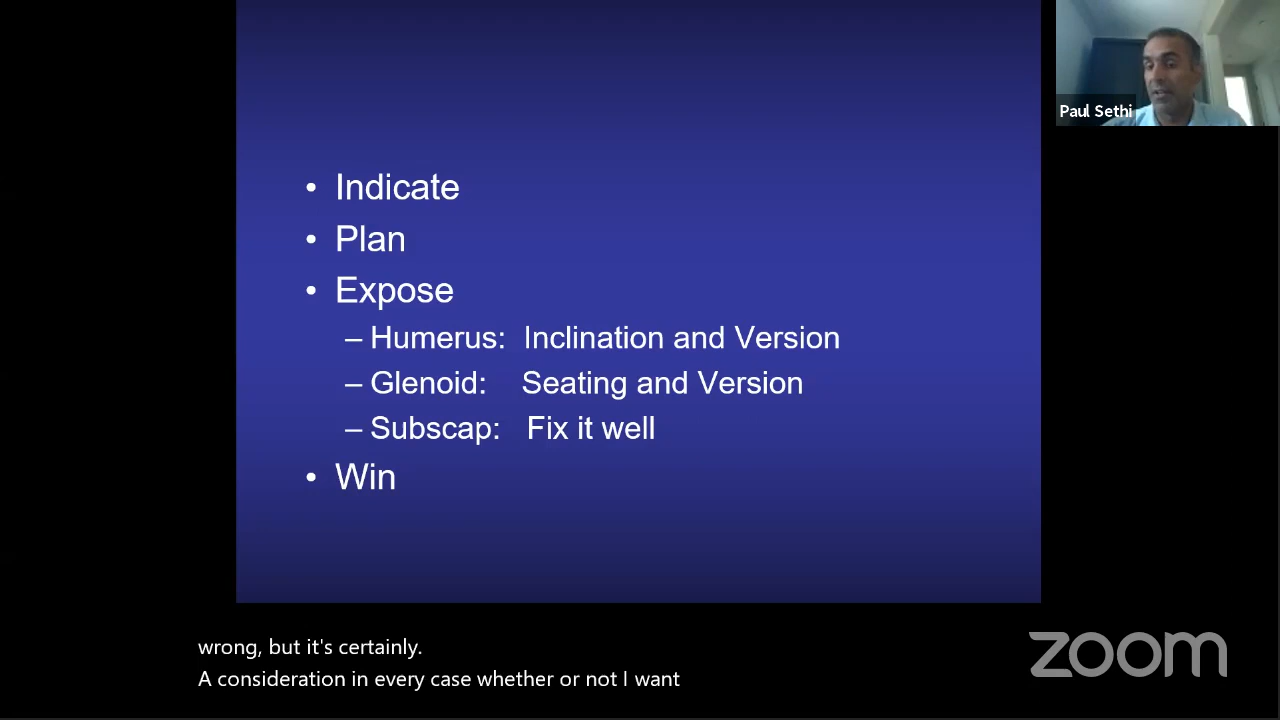 • Indicate
• Plan
• Expose
– Humerus: Inclination and Version
– Glenoid: Seating and Version
– Subscap: Fix it well
• Win
Paul Sethi
wrong, but it's certainly.
A consideration in every case whether or not I want
zoom